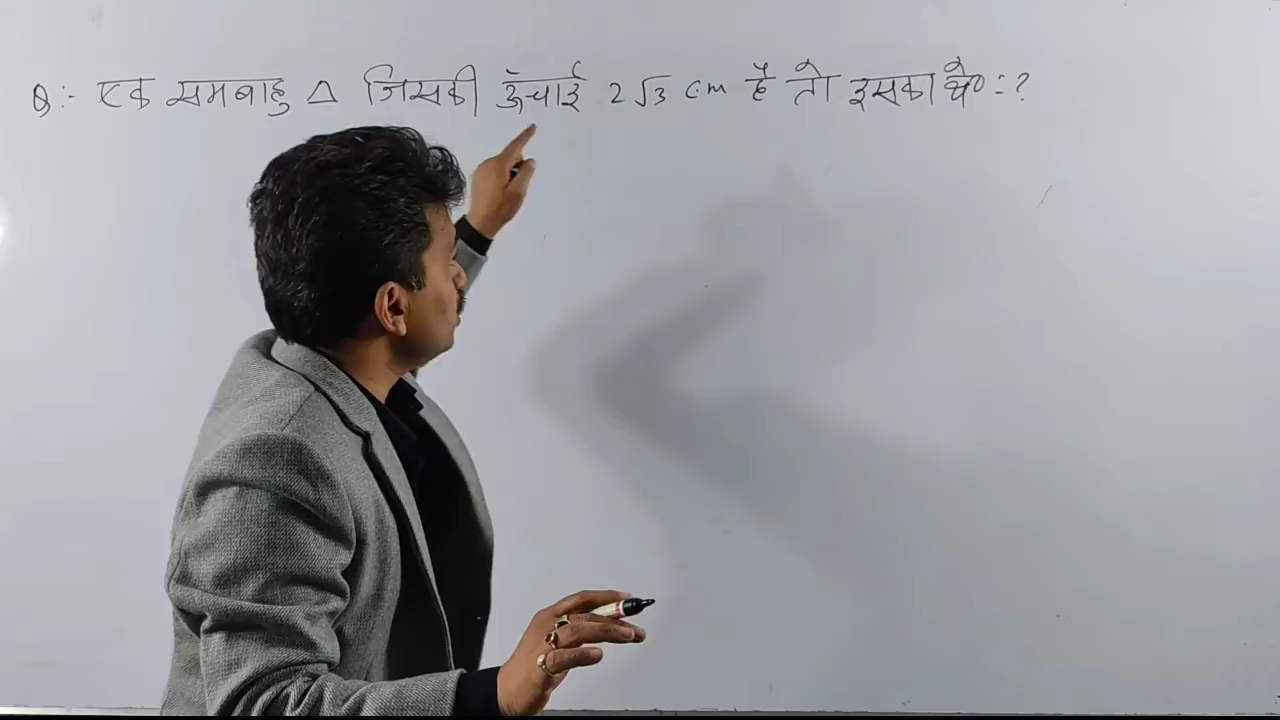 Q:- एक समबाहु △ जिसकी ऊँचाई 2√3 cm है तो इसका क्षे० = ?